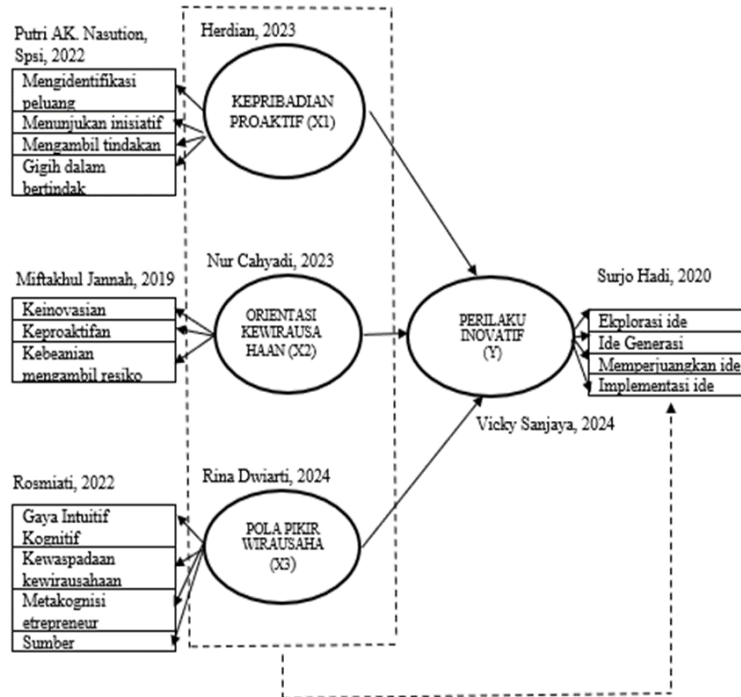 Putri AK. Nasution,
Spsi, 2022
Mengidentifikasi
peluang
Menunjukan inisiatif
Mengambil tindakan
Gigih dalam
bertindak
Herdian, 2023
KEPRIBADIAN
PROAKTIF (X1)
Miftakhul Jannah, 2019
Keinovasian
Keproaktifan
Kebeanian
mengambil resiko
Nur Cahyadi, 2023
ORIENTASI
KEWIRAUSA
HAAN (X2)
PERILAKU
INOVATIF
(Y)
Vicky Sanjaya, 2024
Surjo Hadi, 2020
Ekplorasi ide
Ide Generasi
Memperjuangkan ide
Implementasi ide
Rosmiati, 2022
Gaya Intuitif
Kognitif
Kewaspadaan
kewirausahaan
Metakognisi
etrepreneur
Sumber
Rina Dwiarti, 2024
POLA PIKIR
WIRAUSAHA
(X3)